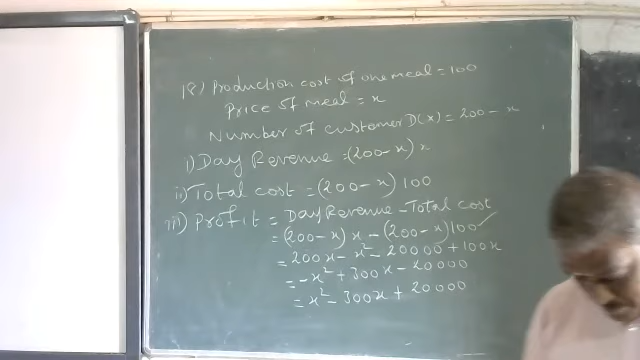 18) Production cost of one meal = 100
Price of meal = x
Number of customer D(x) = 200 - x
i) Day Revenue = (200 - x) x
ii) Total cost = (200 - x) 100
iii) Profit = Day Revenue - Total cost
= (200 - x) x - (200 - x) 100
= 200x - x² - 20000 + 100x
= -x² + 300x - 20000
= x² - 300x + 20000